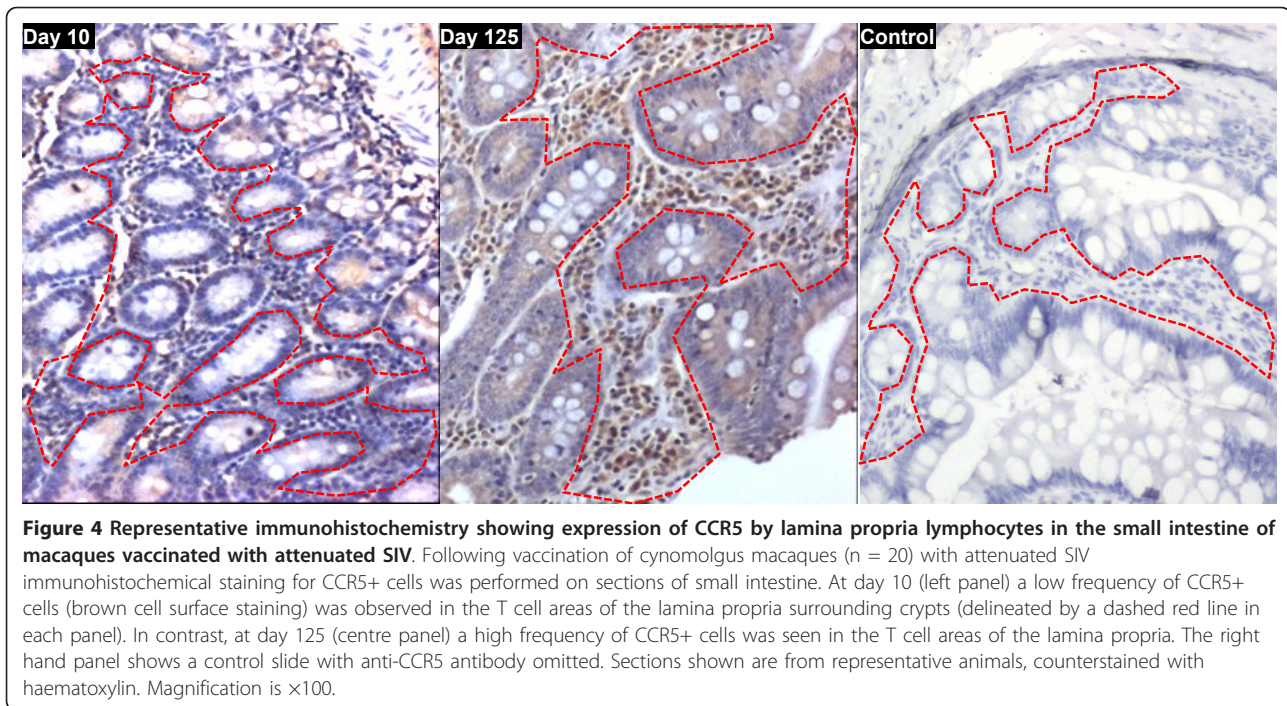 Day 10
Day 125
Control
Figure 4 Representative immunohistochemistry showing expression of CCR5 by lamina propria lymphocytes in the small intestine of
macaques vaccinated with attenuated SIV. Following vaccination of cynomolgus macaques (n = 20) with attenuated SIV
immunohistochemical staining for CCR5+ cells was performed on sections of small intestine. At day 10 (left panel) a low frequency of CCR5+
cells (brown cell surface staining) was observed in the T cell areas of the lamina propria surrounding crypts (delineated by a dashed red line in
each panel). In contrast, at day 125 (centre panel) a high frequency of CCR5+ cells was seen in the T cell areas of the lamina propria. The right
hand panel shows a control slide with anti-CCR5 antibody omitted. Sections shown are from representative animals, counterstained with
haematoxylin. Magnification is ×100.